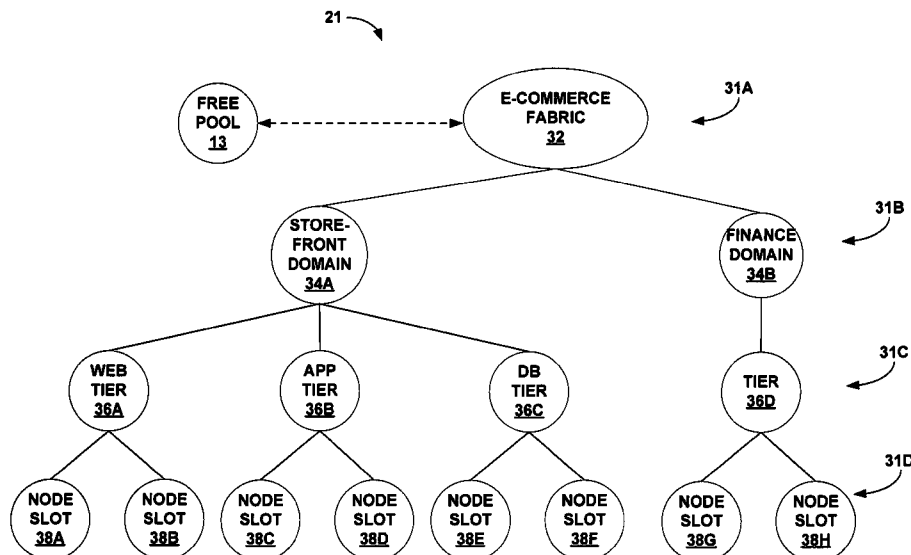 21
31A
FREE
POOL
13
E-COMMERCE
FABRIC
32
31B
STORE-
FRONT
DOMAIN
34A
FINANCE
DOMAIN
34B
31C
WEB
TIER
36A
APP
TIER
36B
DB
TIER
36C
TIER
36D
31D
NODE
SLOT
38A
NODE
SLOT
38B
NODE
SLOT
38C
NODE
SLOT
38D
NODE
SLOT
38E
NODE
SLOT
38F
NODE
SLOT
38G
NODE
SLOT
38H